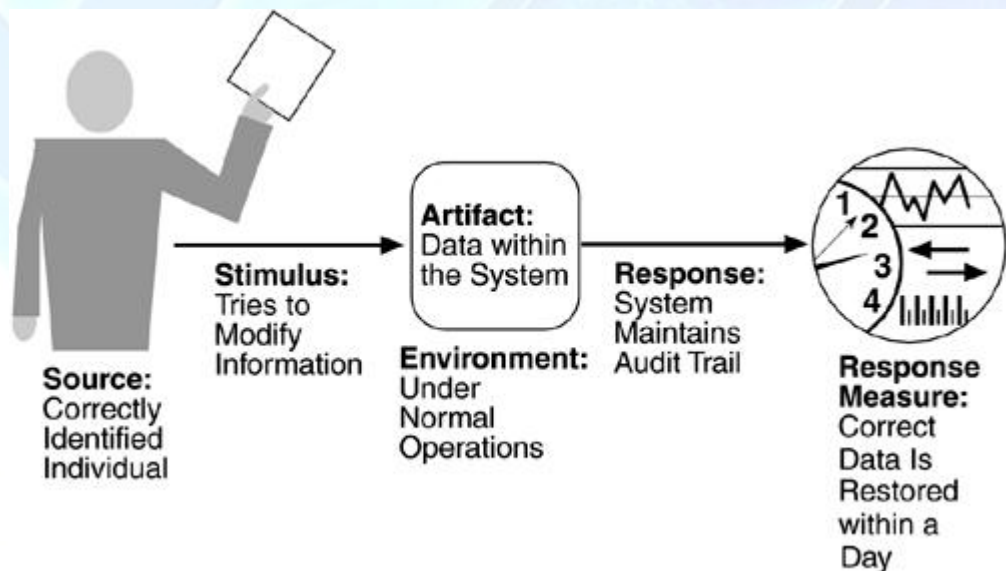 Source:
Correctly
Identified
Individual
Stimulus:
Tries to
Modify
Information
Artifact:
Data within
the System
Environment:
Under
Normal
Operations
Response:
System
Maintains
Audit Trail
1
2
3
4
Response
Measure:
Correct
Data Is
Restored
within a
Day